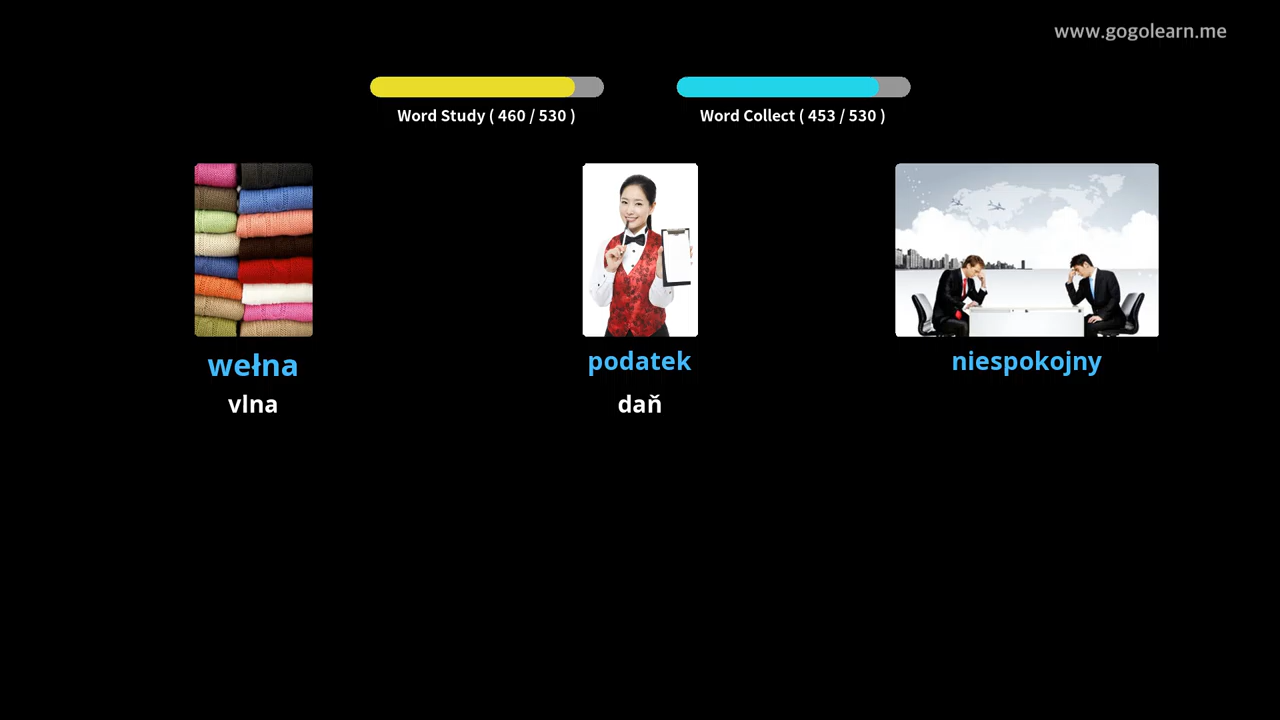 www.gogolearn.me
Word Study ( 460 / 530 )
Word Collect ( 453 / 530 )
wełna
podatek
niespokojny
vlna
daň